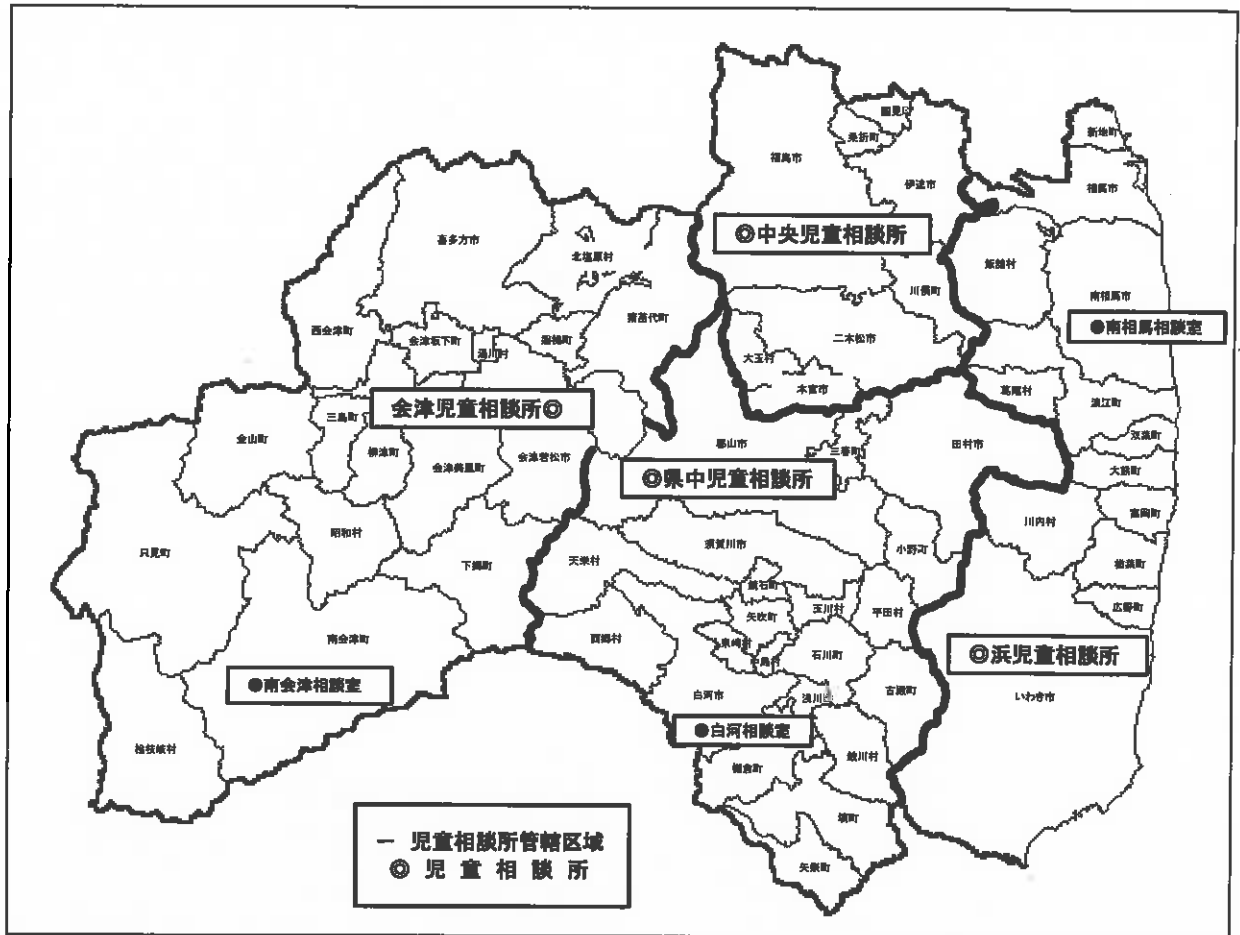 国見町
桑折町
新地町
福島市
伊達市
相馬市
◎中央児童相談所
喜多方市
北塩原村
飯舘村
川俣町
南相馬市
猪苗代町
●南相馬相談室
西会津町
会津坂下町
湯川村
磐梯町
二本松市
大玉村
本宮市
葛尾村
浪江町
会津児童相談所◎
三島町
金山町
柳津町
会津美里町
会津若松市
郡山市
三春町
田村市
双葉町
大熊町
◎県中児童相談所
富岡町
川内村
昭和村
只見町
下郷町
天栄村
須賀川市
小野町
楢葉町
鏡石町
広野町
矢吹町
玉川村
平田村
南会津町
西郷村
泉崎村
中島村
石川町
◎浜児童相談所
●南会津相談室
白河市
浅川町
古殿町
いわき市
●白河相談室
檜枝岐村
棚倉町
鮫川村
塙町
矢祭町
ー 児童相談所管轄区域
◎ 児 童 相 談 所